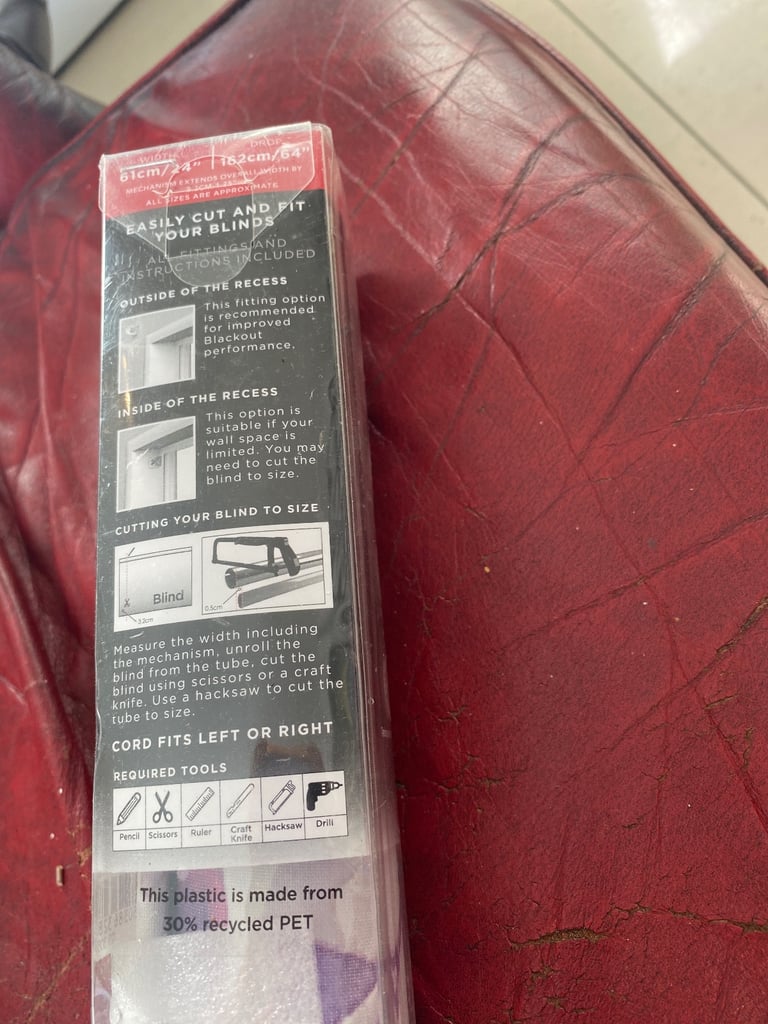 WIDTH DROP
61cm/24" 162cm/64"
MECHANISM EXTENDS OVERALL WIDTH BY
ALL SIZES ARE APPROXIMATE
EASILY CUT AND FIT
YOUR BLINDS
ALL FITTINGS AND
INSTRUCTIONS INCLUDED
OUTSIDE OF THE RECESS
This fitting option
is recommended
for improved
Blackout
performance.
INSIDE OF THE RECESS
This option is
suitable if your
wall space is
limited. You may
need to cut the
blind to size.
CUTTING YOUR BLIND TO SIZE
Blind
3.2cm
0.5cm
Measure the width including
the mechanism, unroll the
blind from the tube, cut the
blind using scissors or a craft
knife. Use a hacksaw to cut the
tube to size.
CORD FITS LEFT OR RIGHT
REQUIRED TOOLS
Pencil Scissors Ruler Craft Knife Hacksaw Drill
This plastic is made from
30% recycled PET